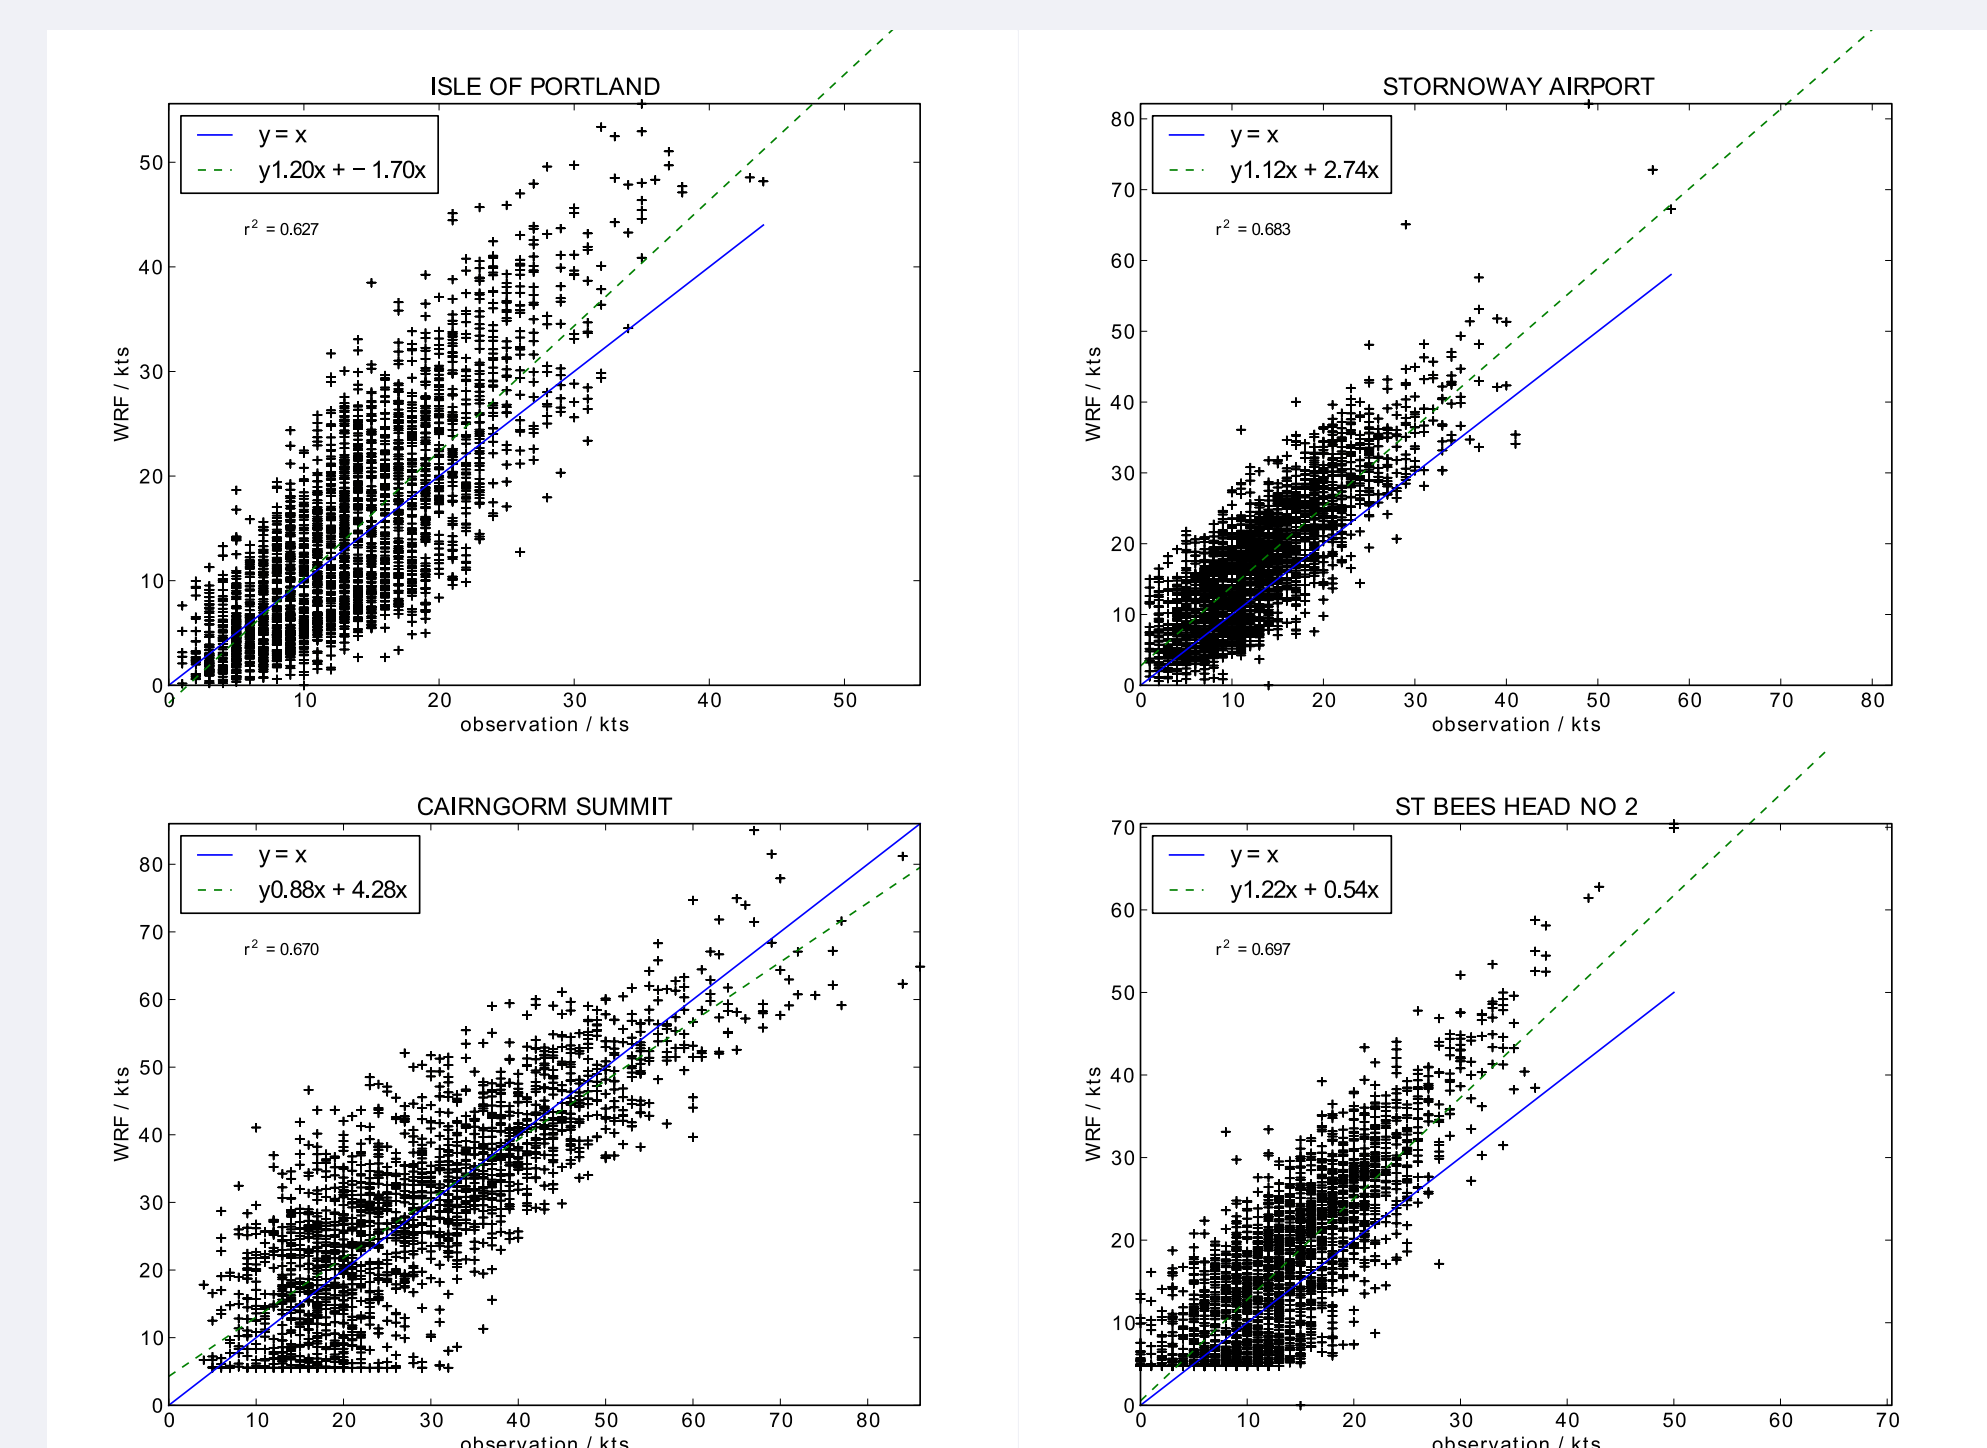 ISLE OF PORTLAND
y = x
y1.20x + − 1.70x
r² = 0.627
WRF / kts
50
40
30
20
10
0
0 10 20 30 40 50
observation / kts
STORNOWAY AIRPORT
y = x
y1.12x + 2.74x
r² = 0.683
WRF / kts
80
70
60
50
40
30
20
10
0
0 10 20 30 40 50 60 70 80
observation / kts
CAIRNGORM SUMMIT
y = x
y0.88x + 4.28x
r² = 0.670
WRF / kts
80
70
60
50
40
30
20
10
0
0 10 20 30 40 50 60 70 80
observation / kts
ST BEES HEAD NO 2
y = x
y1.22x + 0.54x
r² = 0.697
WRF / kts
70
60
50
40
30
20
10
0
0 10 20 30 40 50 60 70
observation / kts